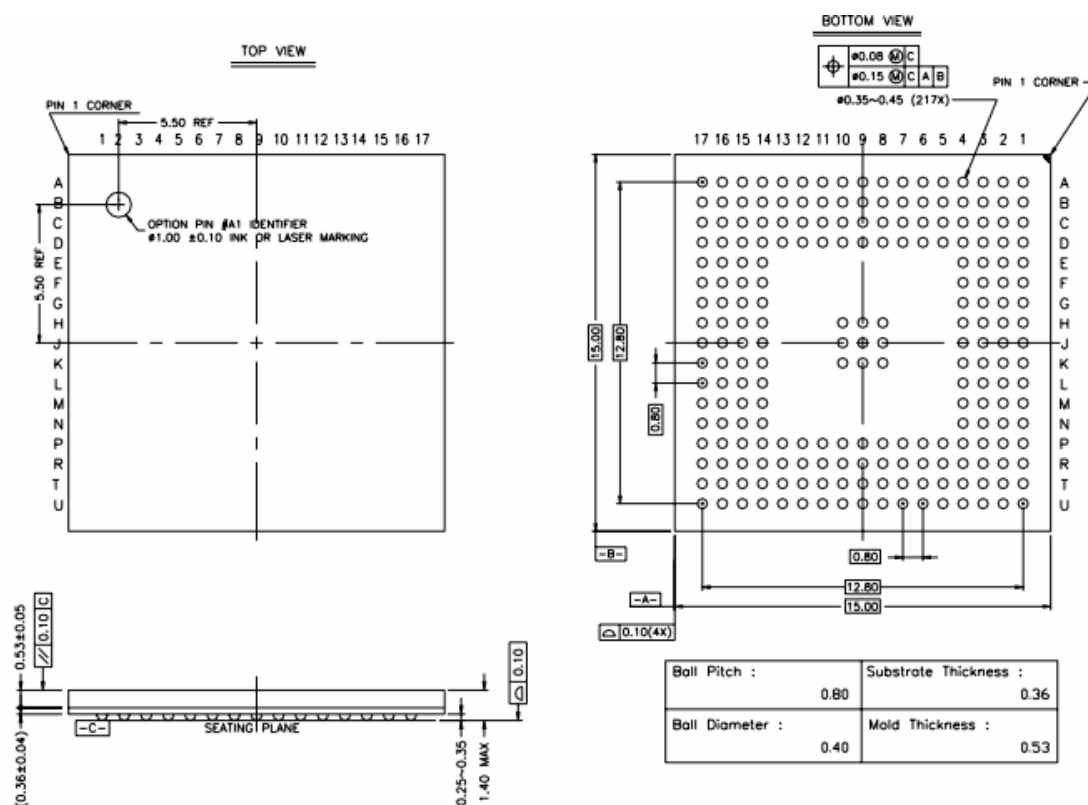 TOP VIEW
PIN 1 CORNER
5.50 REF
1 2 3 4 5 6 7 8 9 10 11 12 13 14 15 16 17
A
B
C
D
E
F
G
H
J
K
L
M
N
P
R
T
U
5.50 REF
OPTION PIN #A1 IDENTIFIER
ø1.00 ±0.10 INK OR LASER MARKING
BOTTOM VIEW
ø0.08 Ⓜ C
ø0.15 Ⓜ C A B
ø0.35~0.45 (217X)
PIN 1 CORNER
17 16 15 14 13 12 11 10 9 8 7 6 5 4 3 2 1
A
B
C
D
E
F
G
H
J
K
L
M
N
P
R
T
U
15.00
12.80
0.80
-B-
0.80
12.80
-A-
15.00
0.10(4X)
0.53±0.05
// 0.10 C
(0.36±0.04)
-C-
SEATING PLANE
0.10
0.25~0.35
1.40 MAX
Ball Pitch :
0.80
Substrate Thickness :
0.36
Ball Diameter :
0.40
Mold Thickness :
0.53